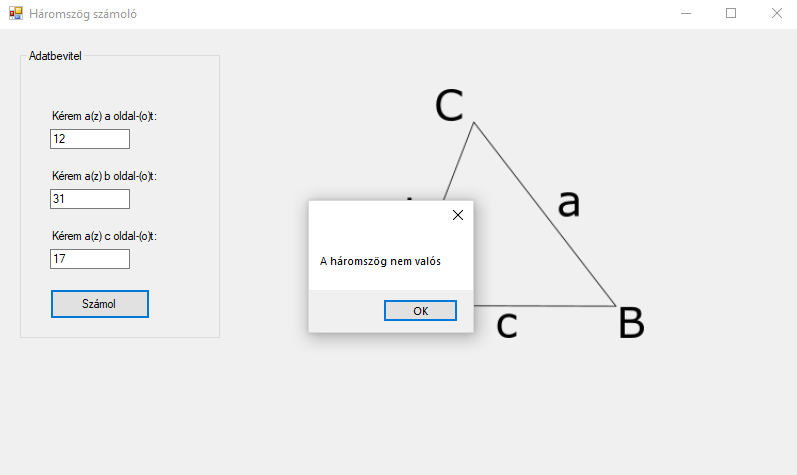 Háromszög számoló
Adatbevitel
Kérem a(z) a oldal-(o)t:
12
Kérem a(z) b oldal-(o)t:
31
Kérem a(z) c oldal-(o)t:
17
Számol
C
a
A háromszög nem valós
OK
c
B